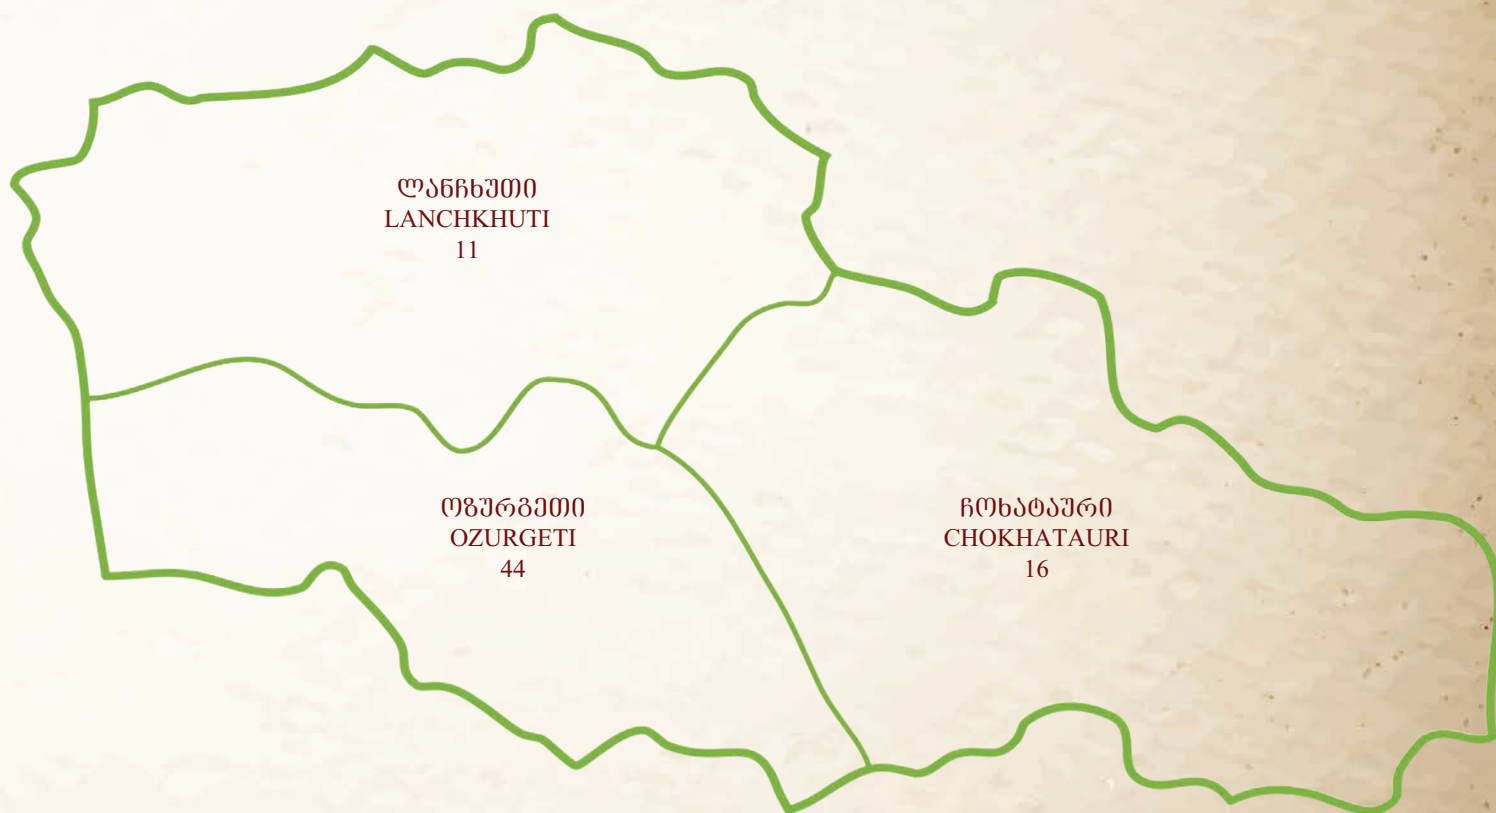 ლანჩხუთი
LANCHKHUTI
11
ოზურგეთი
OZURGETI
44
ჩოხატაური
CHOKHATAURI
16